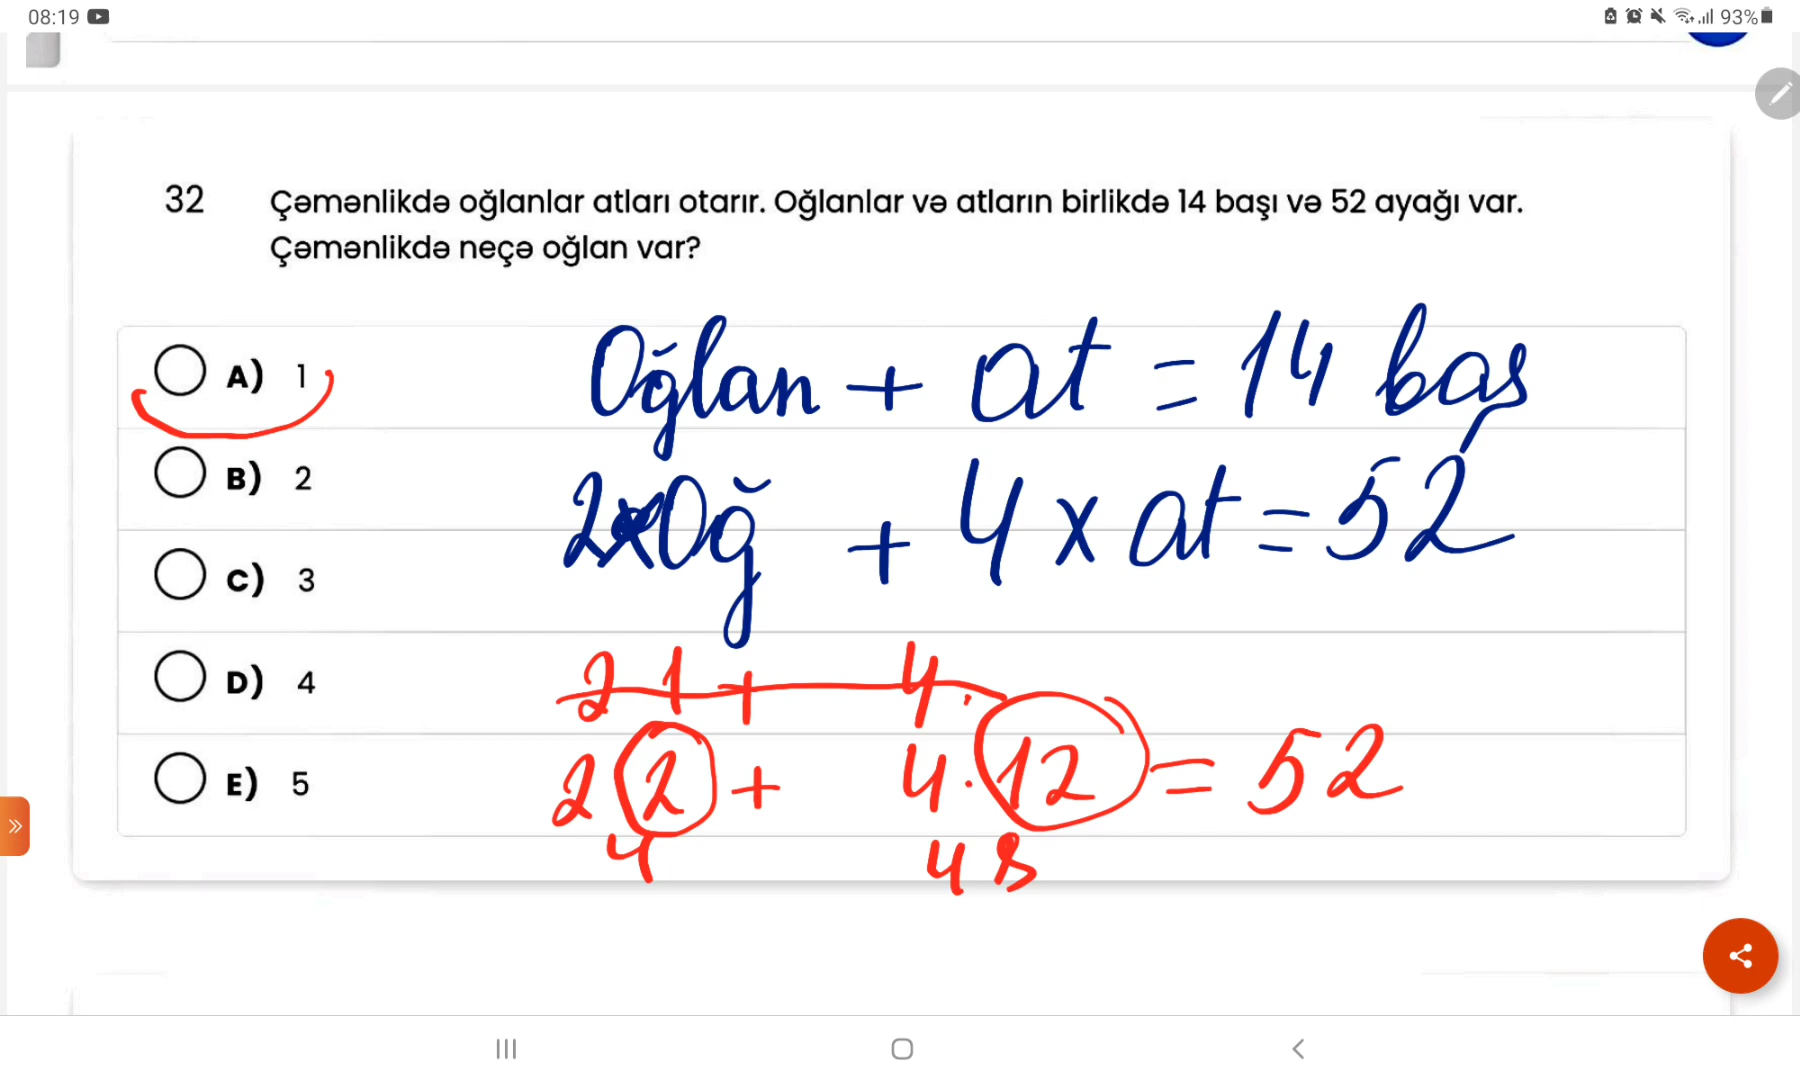 08:19 93%
32 Çəmənlikdə oğlanlar atları otarır. Oğlanlar və atların birlikdə 14 başı və 52 ayağı var.
Çəmənlikdə neçə oğlan var?
A) 1
Oğlan + at = 14 baş
B) 2
2xOğ + 4 x at = 52
C) 3
D) 4
2 1 + 4.
E) 5
2 2 + 4.12 = 52
4 48